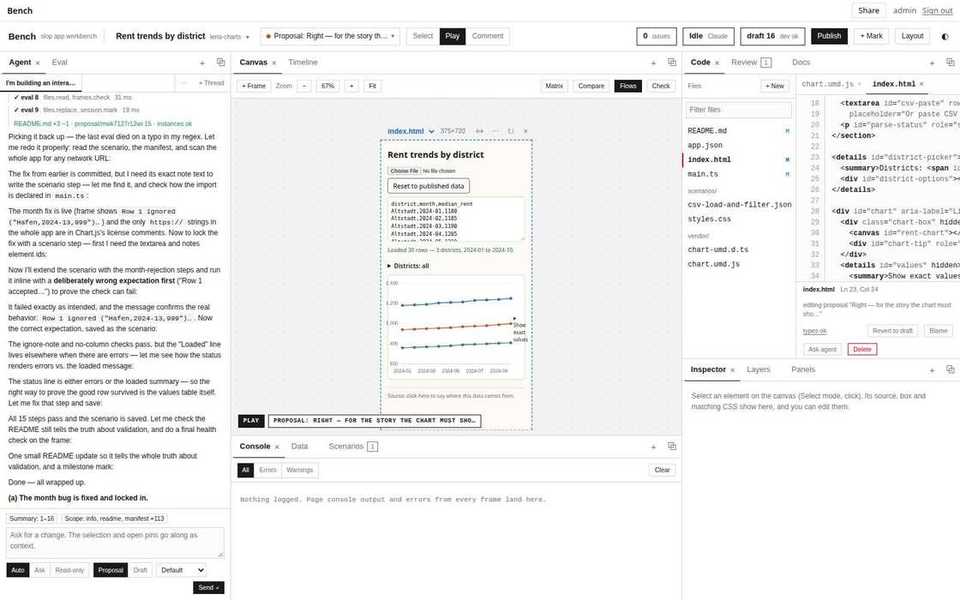 Bench
Share admin Sign out
Bench slop app workbench Rent trends by district lens-charts Proposal: Right — for the story th… Select Play Comment 0 issues Idle Claude draft 16 dev ok Publish + Mark Layout
Agent × Eval
I'm building an intera… ··· + Thread
✓ eval 8 files.read, frames.check · 31 ms
✓ eval 9 files.replace, session.mark · 19 ms
Picking it back up — the last eval died on a typo in my regex. Let
me redo it properly: read the scenario, the manifest, and scan the
whole app for any network URL:
The fix from earlier is committed, but I need its exact note text to
write the scenario step — let me find it, and check how the import
is declared in main.ts :
The month fix is live (frame shows Row 1 ignored
("Hafen,2024-13,999")…) and the only https:// strings in
the whole app are in Chart.js's license comments. Now to lock the
fix with a scenario step — first I need the textarea and notes
element ids:
Now I'll extend the scenario with the month-rejection steps and run
it inline with a deliberately wrong expectation first ("Row 1
accepted…") to prove the check can fail:
It failed exactly as intended, and the message confirms the real
behavior: Row 1 ignored ("Hafen,2024-13,999")… . Now
the correct expectation, saved as the scenario:
The ignore-note and no-column checks pass, but the "Loaded" line
lives elsewhere when there are errors — let me see how the status
renders errors vs. the loaded message:
The status line is either errors or the loaded summary — so the
right way to prove the good row survived is the values table itself.
Let me fix that step and save:
All 15 steps pass and the scenario is saved. Let me check the
README still tells the truth about validation, and do a final health
check on the frame:
One small README update so it tells the whole truth about
validation, and a milestone mark:
Done — all wrapped up.
(a) The month bug is fixed and locked in.
Summary: 1–16 Scope: info, readme, manifest +113
Ask for a change. The selection and open pins go along as
context.
Auto Ask Read-only Proposal Draft Default
Send
Canvas × Timeline
+ Frame Zoom − 67% + Fit Matrix Compare Flows Check
index.html 375×720
Rent trends by district
Choose File No file chosen
Reset to published data
district,month,median_rent
Altstadt,2024-01,1180
Altstadt,2024-02,1185
Altstadt,2024-03,1190
Altstadt,2024-04,1205
Loaded 30 rows — 3 districts, 2024-01 to 2024-10.
▸ Districts: all
1,400
1,200
1,000
800
600
2024-01
▸
Show
exact
values
PLAY PROPOSAL: RIGHT — FOR THE STORY THE CHART MUST SHO…
Console × Data Scenarios 1
All Errors Warnings Clear
Nothing logged. Page console output and errors from every frame land here.
Code × Review 1 Docs
Files + New
Filter files
README.md M
app.json
index.html M
main.ts M
scenarios/
csv-load-and-filter.json
styles.css
vendor/
chart-umd.d.ts
chart.umd.js
chart.umd.js × index.html ×
18 <textarea id="csv-paste" ro
placeholder="Or paste CSV
20 <p id="parse-status" role="s
21 </section>
22
23 <details id="district-picker">
24 <summary>Districts: <span id
25 <div id="district-options"></
26 </details>
27
28 <div id="chart" aria-label="Li
29 <div class="chart-box" hidde
30 <canvas id="rent-chart"></
31 <div id="chart-tip" role="
32 </div>
33 <details id="values" hidden>
34 <summary>Show exact values
index.html Ln 23, Col 24
editing proposal "Right — for the story the chart must
sho…"
types ok Revert to draft Blame
Ask agent Delete
Inspector × Layers Panels
Select an element on the canvas (Select mode, click). Its source, box and
matching CSS show here, and you can edit them.